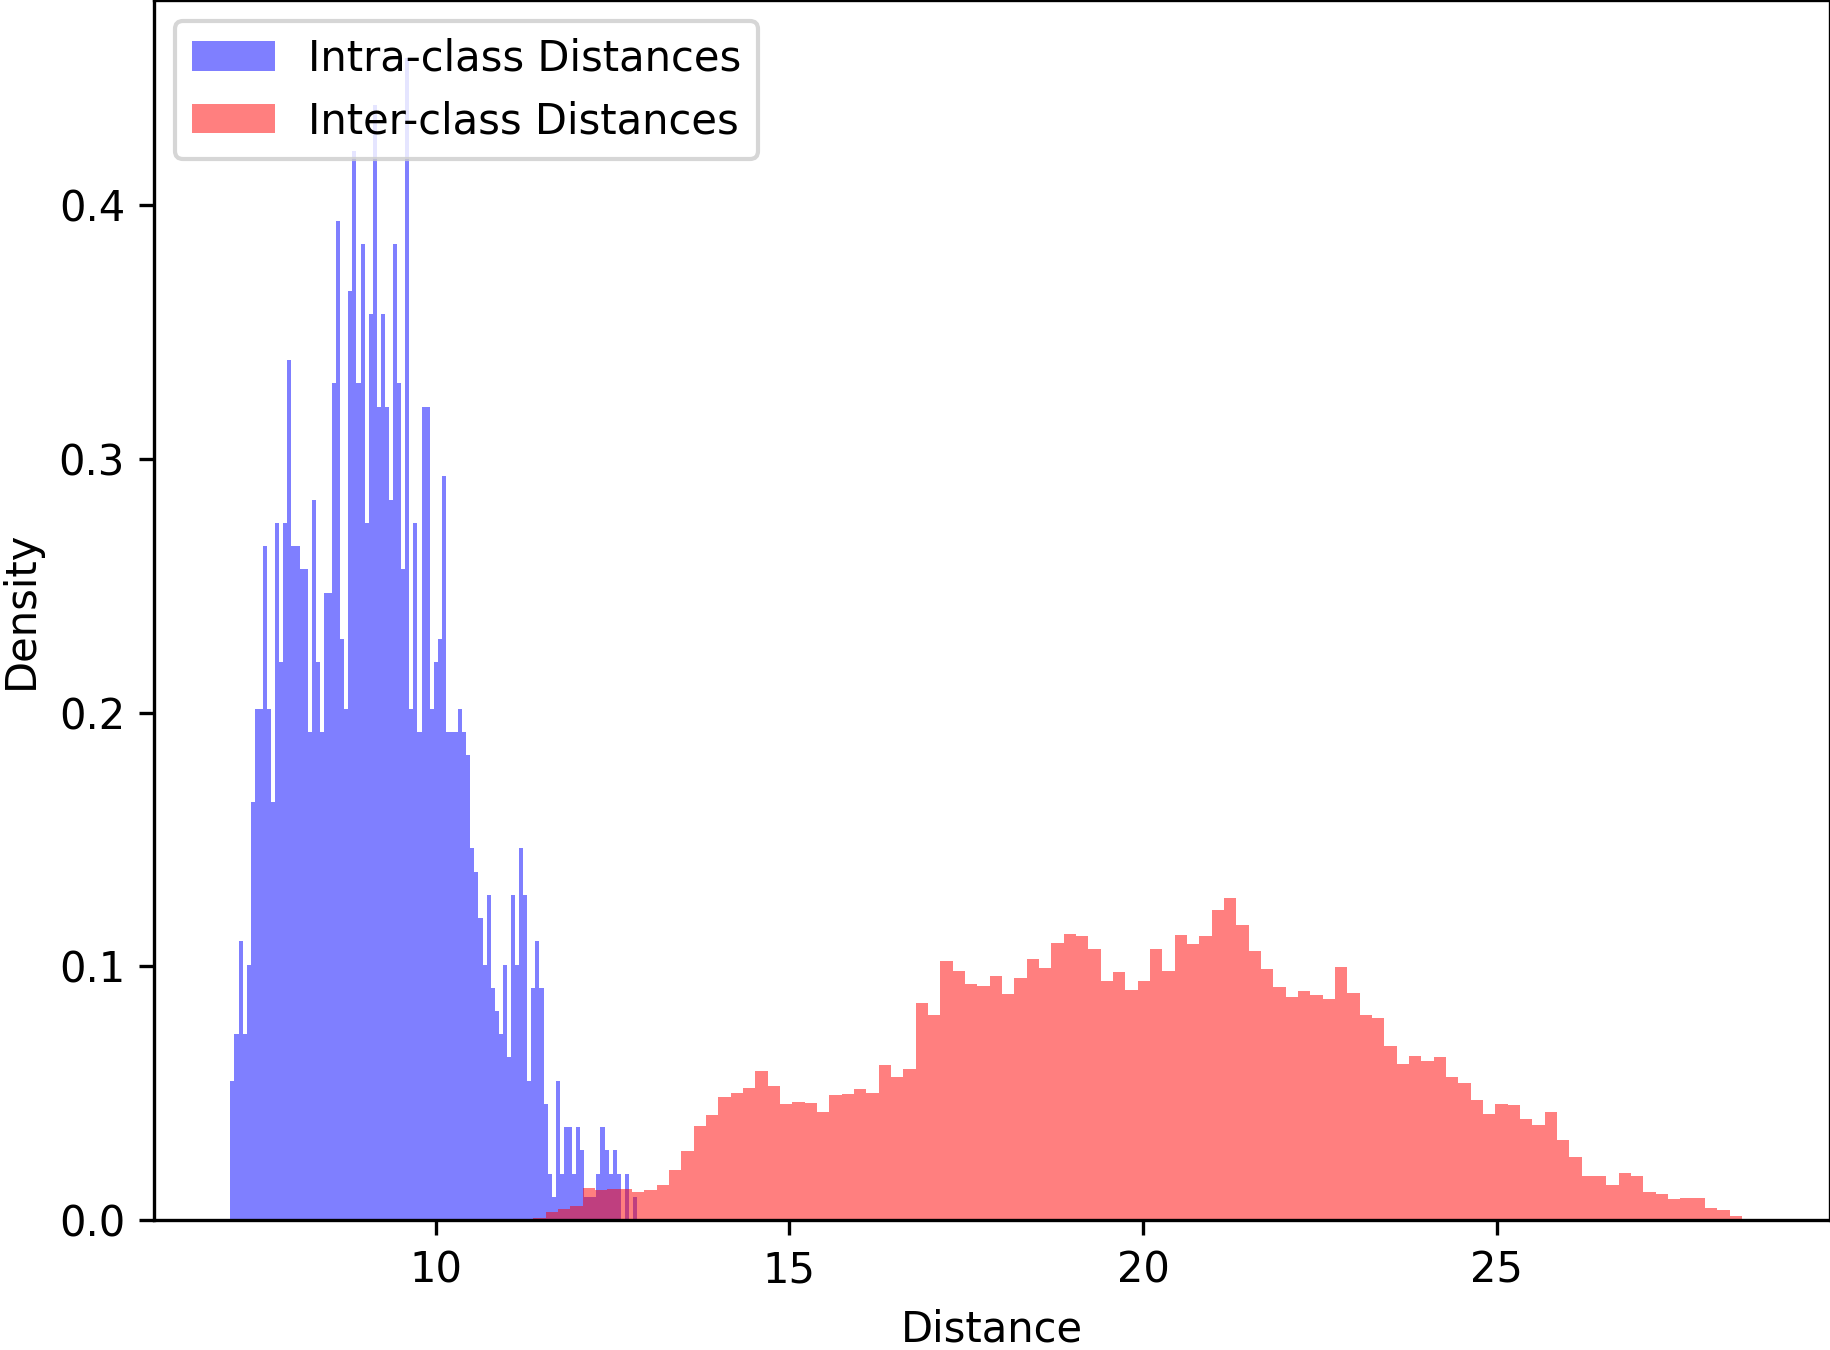 Intra-class Distances
Inter-class Distances
0.4
0.3
0.2
0.1
0.0
Density
10 15 20 25
Distance